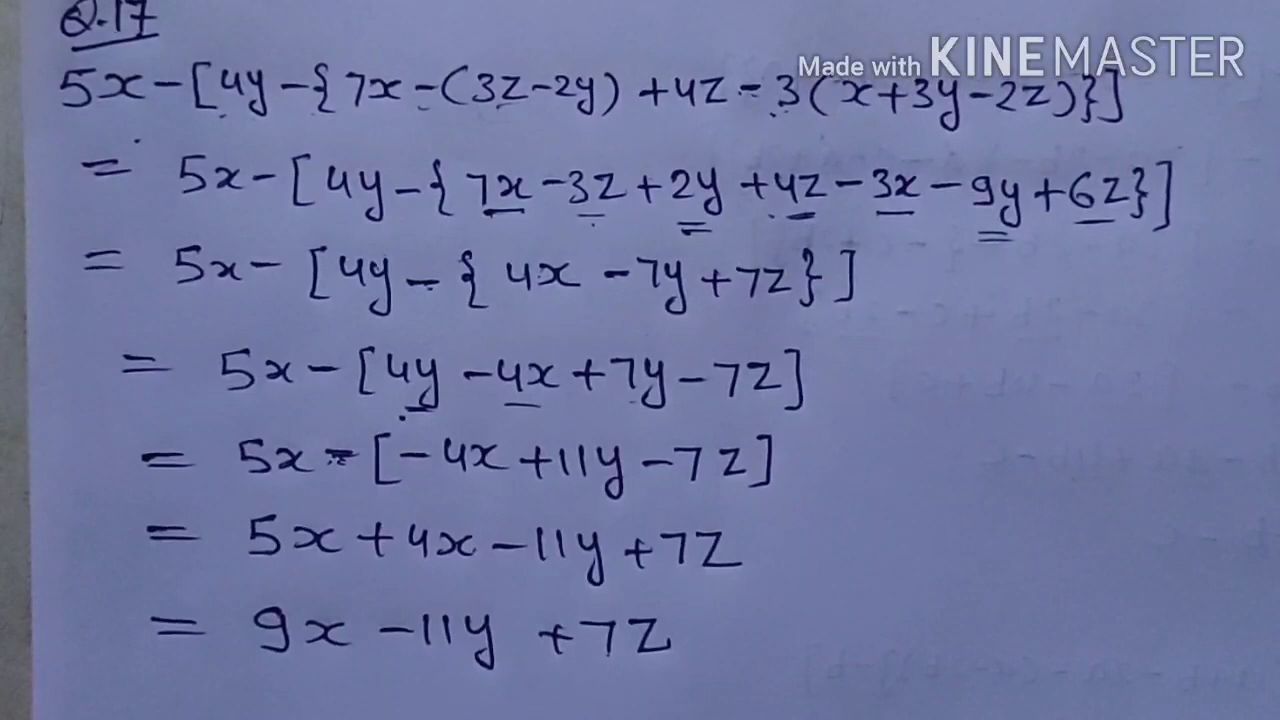 Q.17
Made with KINEMASTER
5x-[4y-{7x-(3z-2y)+4z-3(x+3y-2z)}]
= 5x-[4y-{7x-3z+2y+4z-3x-9y+6z}]
= 5x-[4y-{4x-7y+7z}]
= 5x-[4y-4x+7y-7z]
= 5x-[-4x+11y-7z]
= 5x+4x-11y+7z
= 9x-11y+7z